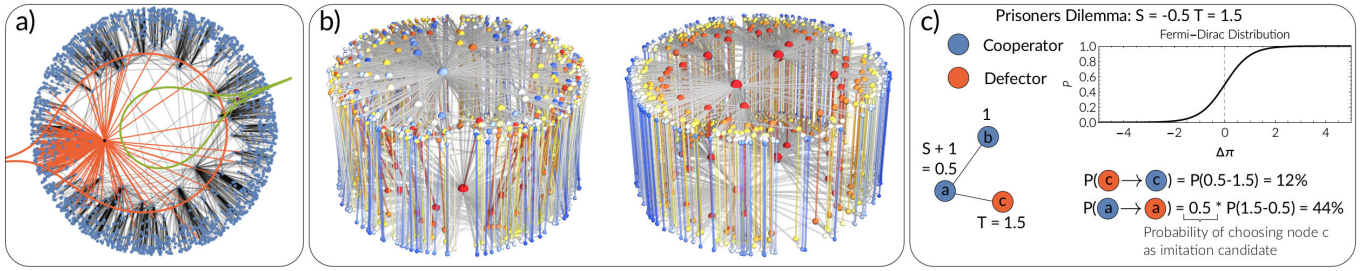 a)
b)
c)
Prisoners Dilemma: S = -0.5 T = 1.5
Cooperator
Defector
Fermi-Dirac Distribution
P
1.0
0.8
0.6
0.4
0.2
0.0
-4
-2
0
2
4
Δπ
1
b
S + 1
= 0.5
a
c
T = 1.5
P( c → c ) = P(0.5-1.5) = 12%
P( a → a ) = 0.5 * P(1.5-0.5) = 44%
Probability of choosing node c
as imitation candidate